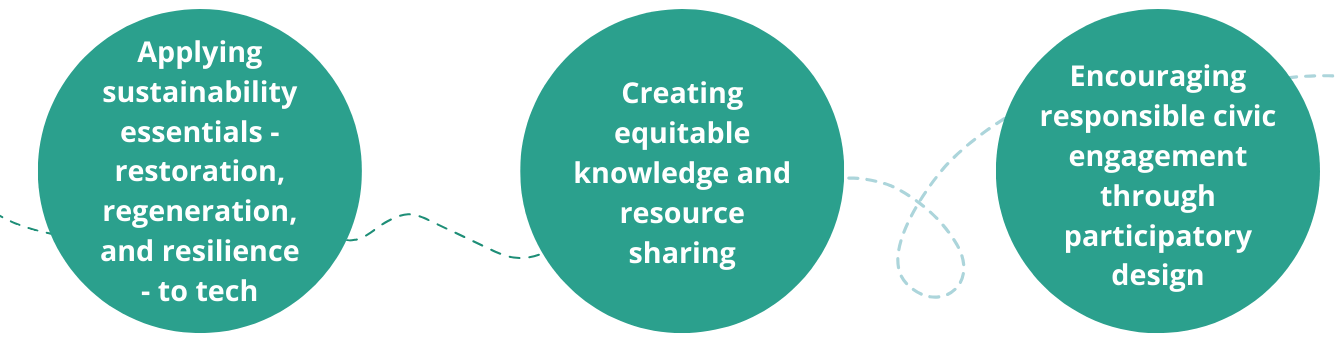 Applying
sustainability
essentials -
restoration,
regeneration,
and resilience
- to tech
Creating
equitable
knowledge and
resource
sharing
Encouraging
responsible civic
engagement
through
participatory
design